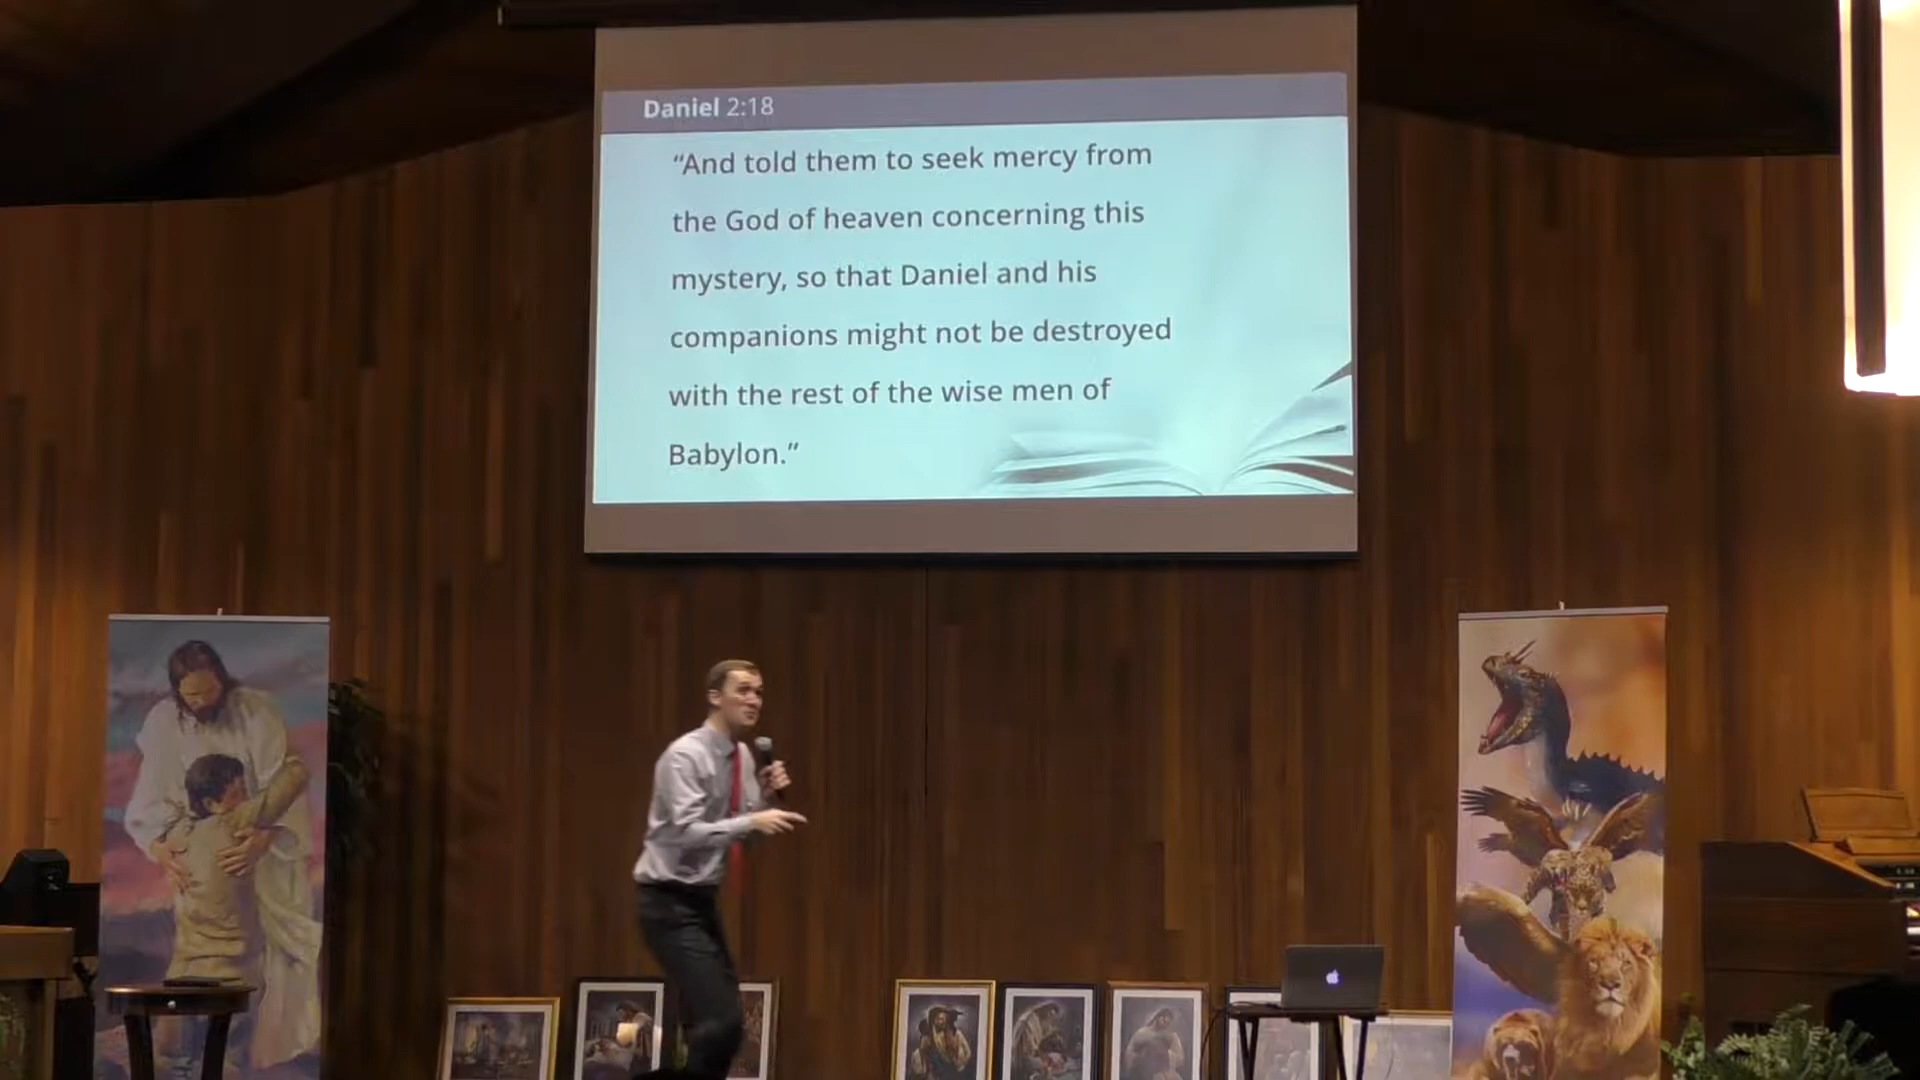 Daniel 2:18
“And told them to seek mercy from
the God of heaven concerning this
mystery, so that Daniel and his
companions might not be destroyed
with the rest of the wise men of
Babylon.”